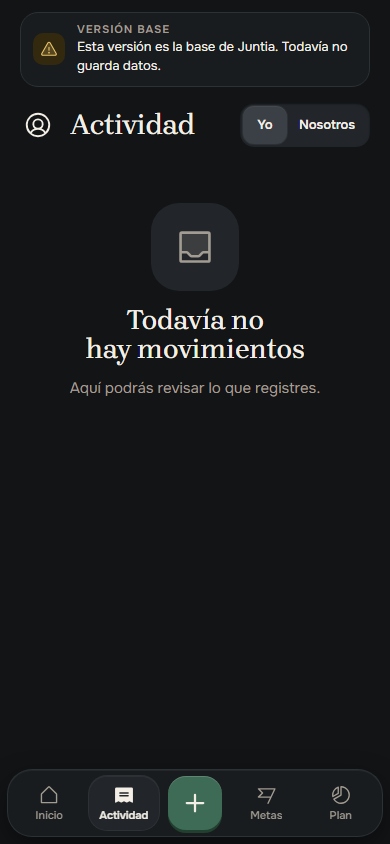 VERSIÓN BASE
Esta versión es la base de Juntia. Todavía no
guarda datos.
Actividad
Yo
Nosotros
Todavía no
hay movimientos
Aquí podrás revisar lo que registres.
Inicio
Actividad
Metas
Plan